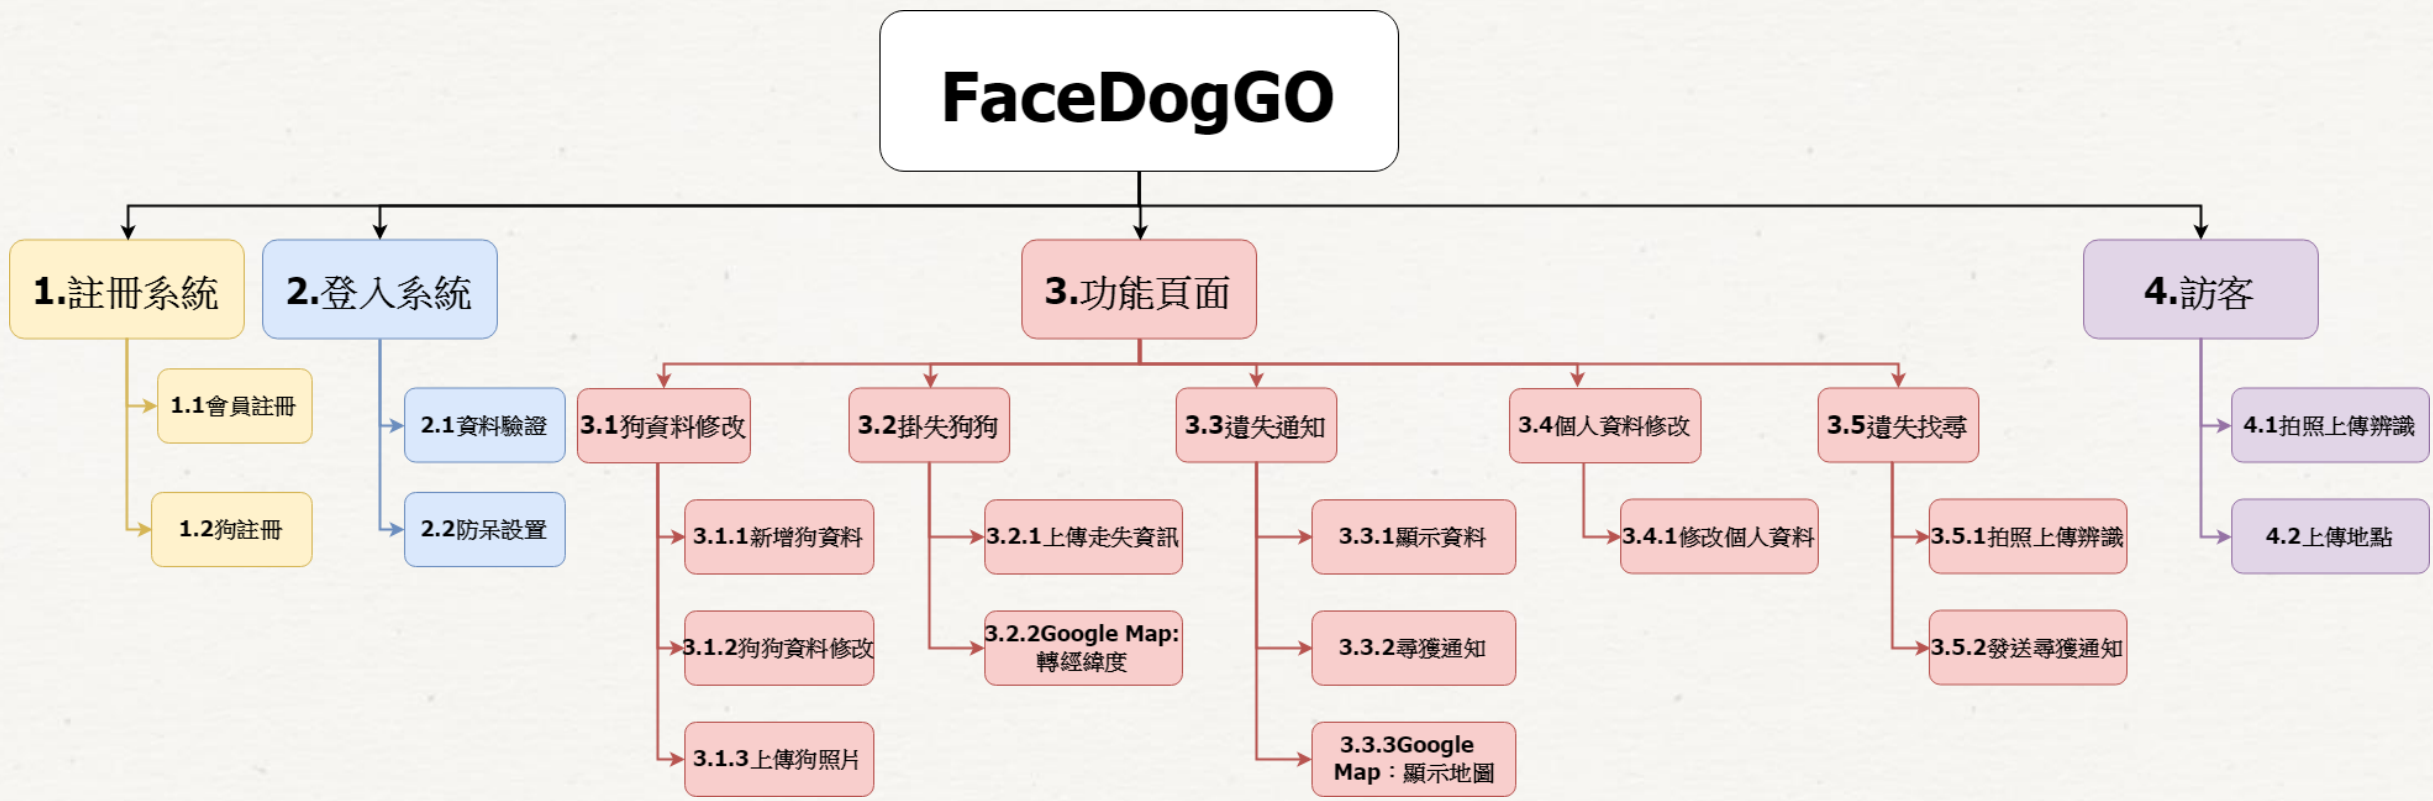 FaceDogGO
1.註冊系統
2.登入系統
3.功能頁面
4.訪客
1.1會員註冊
1.2狗註冊
2.1資料驗證
2.2防呆設置
3.1狗資料修改
3.1.1新增狗資料
3.1.2狗狗資料修改
3.1.3上傳狗照片
3.2掛失狗狗
3.2.1上傳走失資訊
3.2.2Google Map:
轉經緯度
3.3遺失通知
3.3.1顯示資料
3.3.2尋獲通知
3.3.3Google
Map：顯示地圖
3.4個人資料修改
3.4.1修改個人資料
3.5遺失找尋
3.5.1拍照上傳辨識
3.5.2發送尋獲通知
4.1拍照上傳辨識
4.2上傳地點